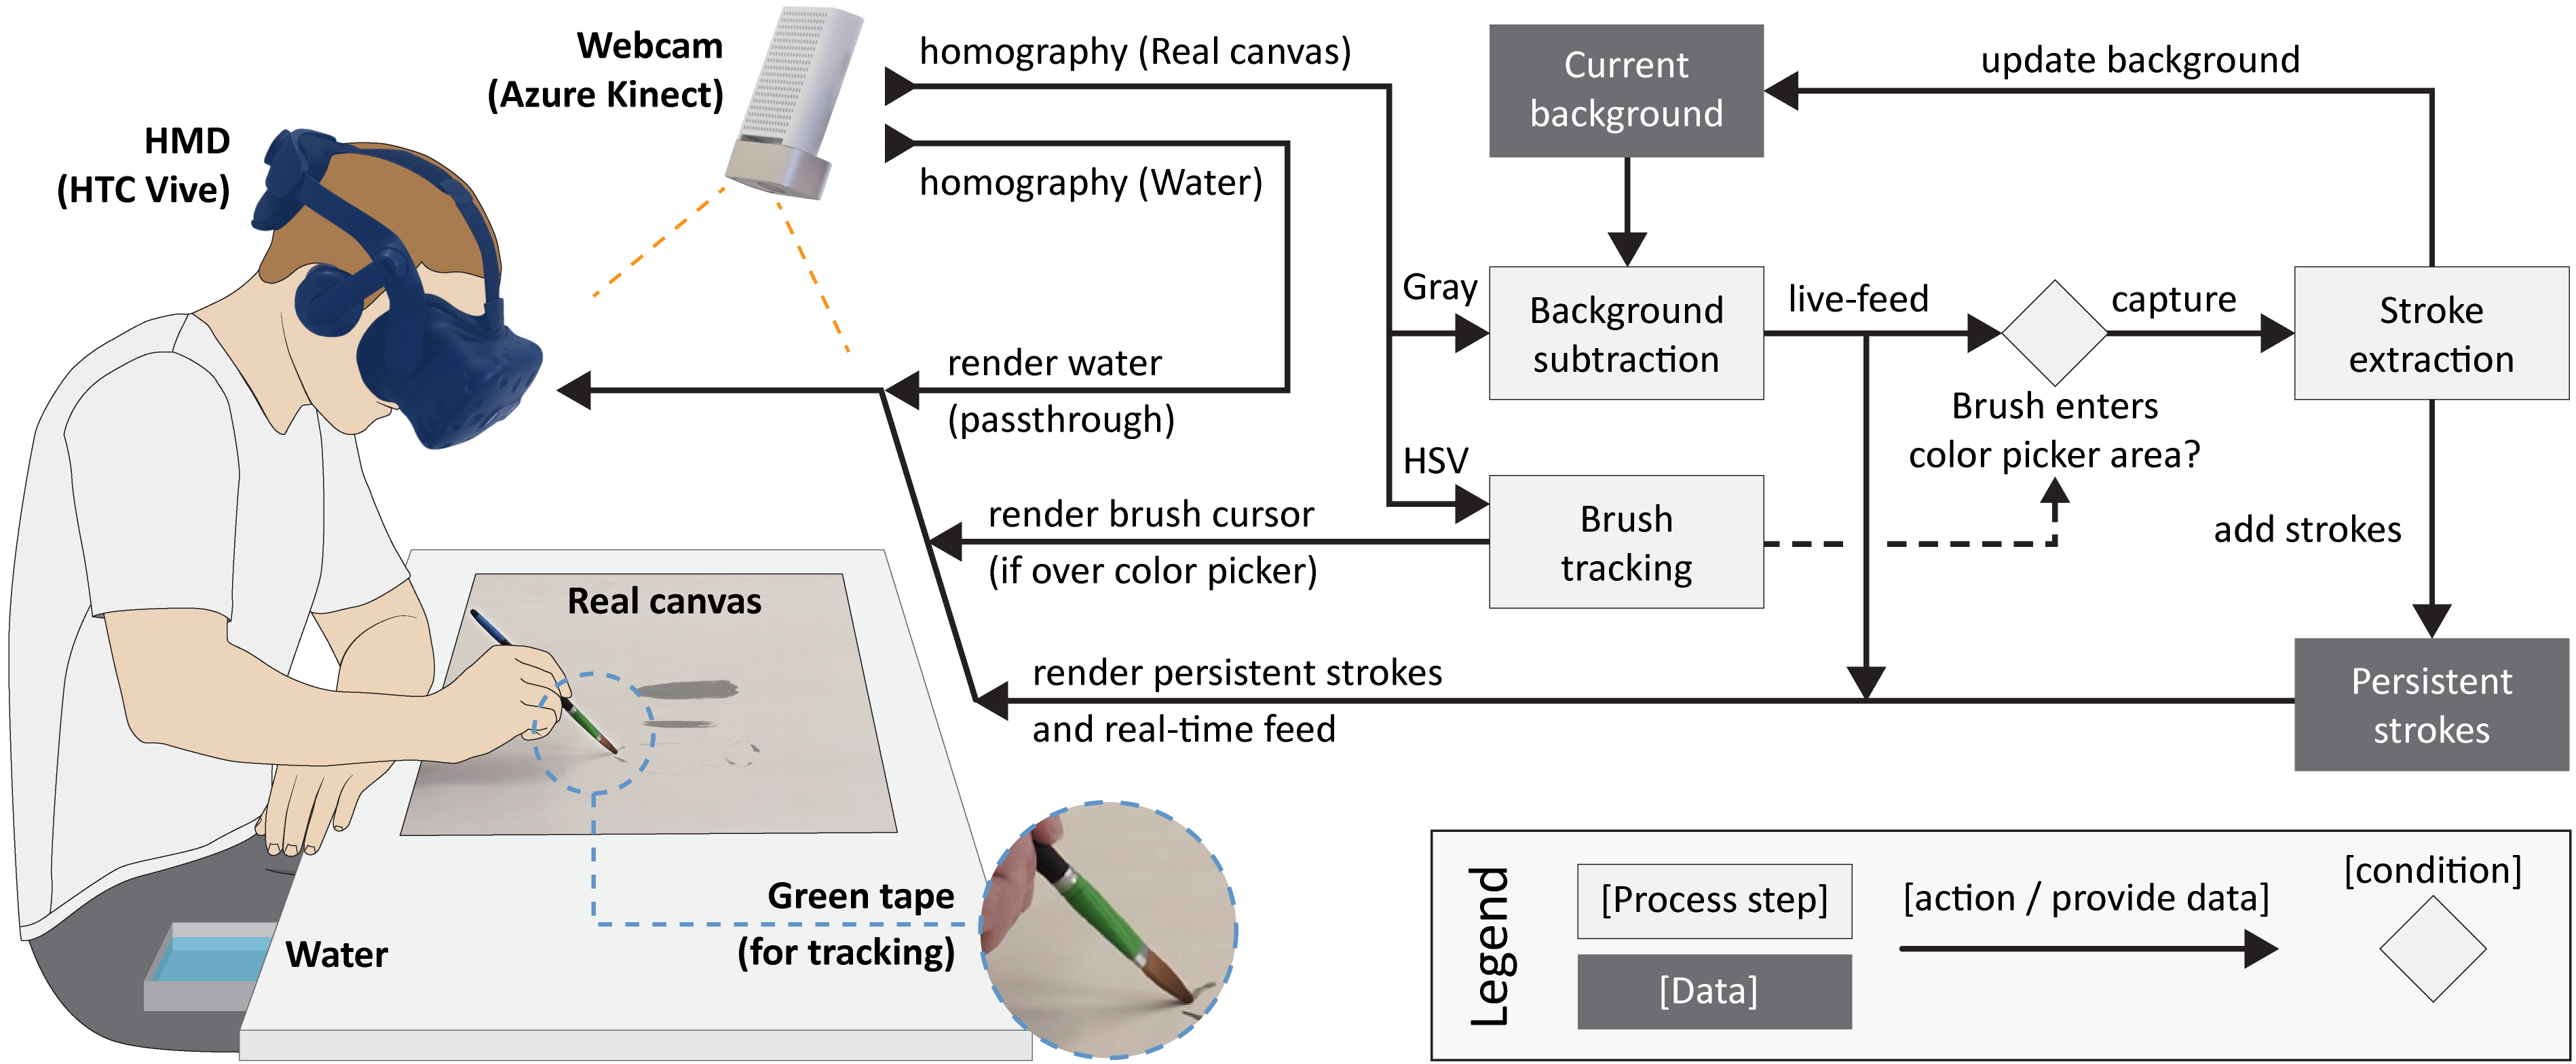 Webcam
(Azure Kinect)
HMD
(HTC Vive)
homography (Real canvas)
homography (Water)
render water
(passthrough)
render brush cursor
(if over color picker)
render persistent strokes
and real-time feed
Current
background
update background
Gray
Background
subtraction
live-feed
capture
Stroke
extraction
Brush enters
color picker area?
HSV
Brush
tracking
add strokes
Persistent
strokes
Real canvas
Green tape
(for tracking)
Water
Legend
[Process step]
[Data]
[action / provide data]
[condition]